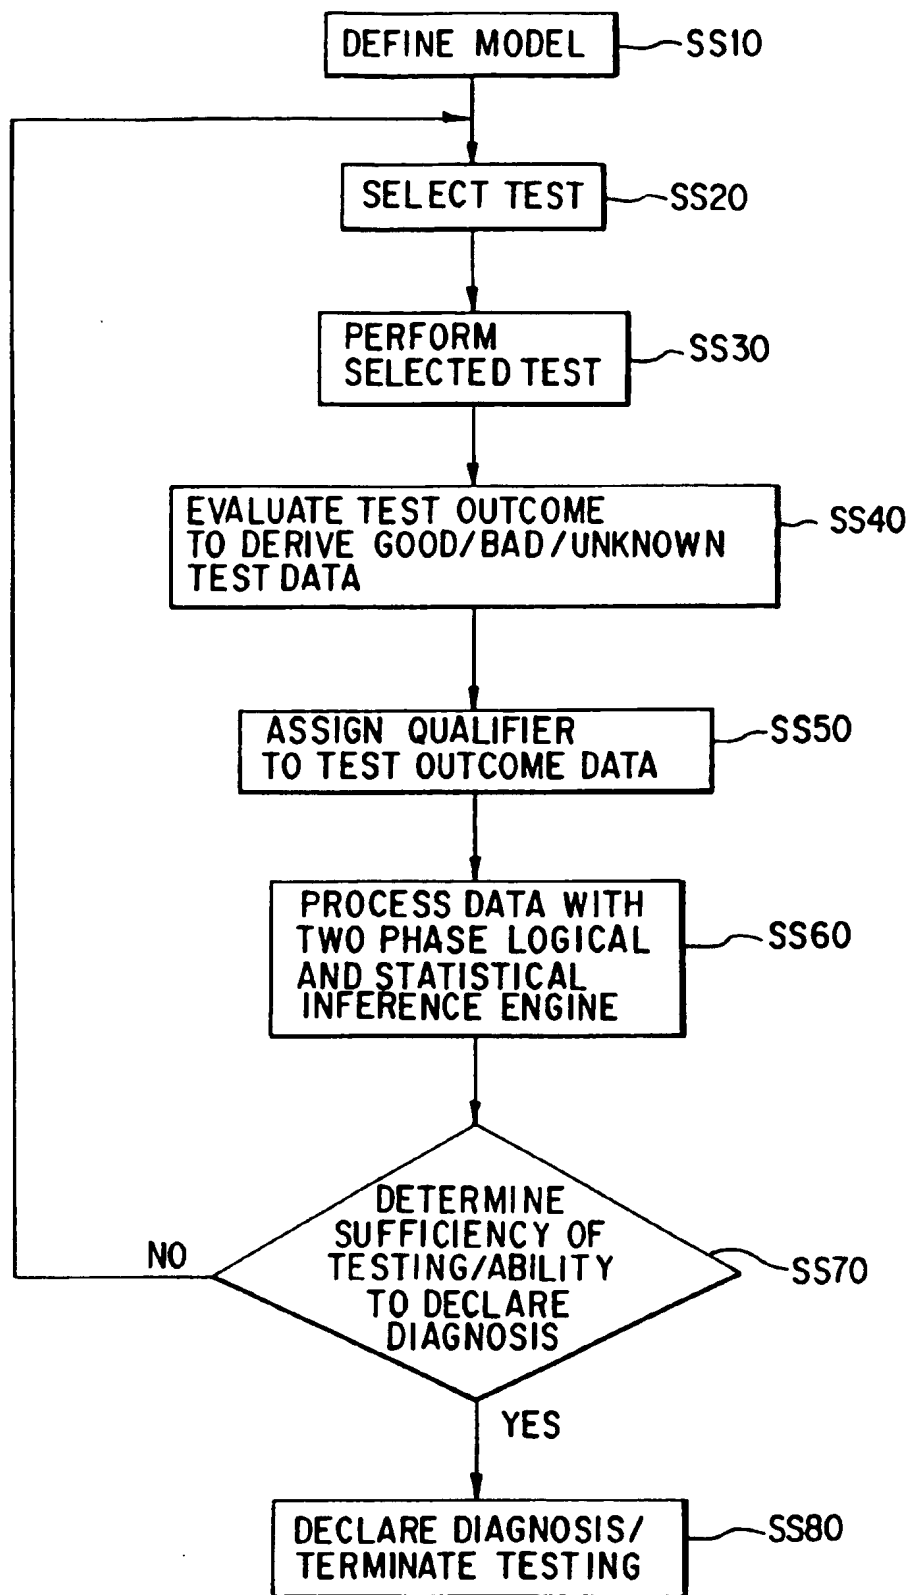 DEFINE MODEL
SS10
SELECT TEST
SS20
PERFORM
SELECTED TEST
SS30
EVALUATE TEST OUTCOME
TO DERIVE GOOD/BAD/UNKNOWN
TEST DATA
SS40
ASSIGN QUALIFIER
TO TEST OUTCOME DATA
SS50
PROCESS DATA WITH
TWO PHASE LOGICAL
AND STATISTICAL
INFERENCE ENGINE
SS60
DETERMINE
SUFFICIENCY OF
TESTING/ABILITY
TO DECLARE
DIAGNOSIS
SS70
NO
YES
DECLARE DIAGNOSIS/
TERMINATE TESTING
SS80